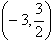 (-3, 3/2)